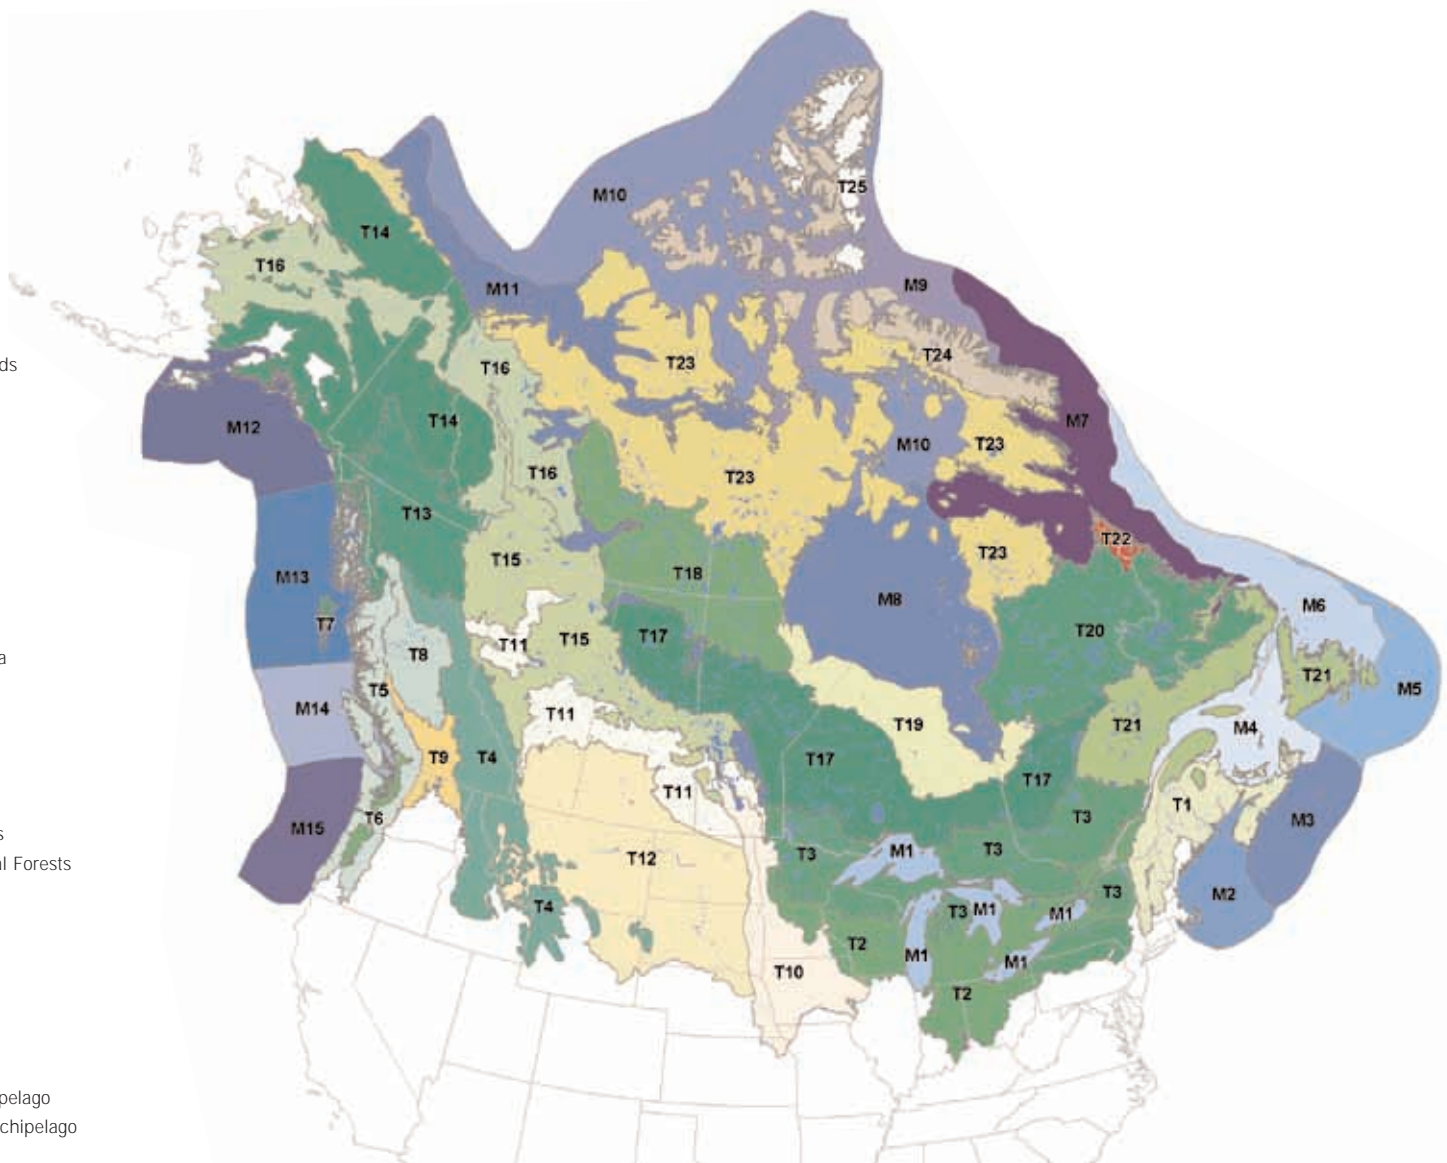 M10
T25
T14
T16
M11
M9
ds
T16
T23
T24
M12
T14
M7
M10
T23
T16
T23
T13
M13
T15
T18
T23
T22
M8
M6
T7
T11
T15
T17
T20
a
T8
T5
T21
M5
M14
T11
T19
T21
M4
T9
T4
T17
T17
T11
T1
M15
T6
T3
M3
s
T12
T3
M1
T3
l Forests
T4
T3
M1
M1
T3
M2
T2
M1
M1
T10
T2
pelago
chipelago